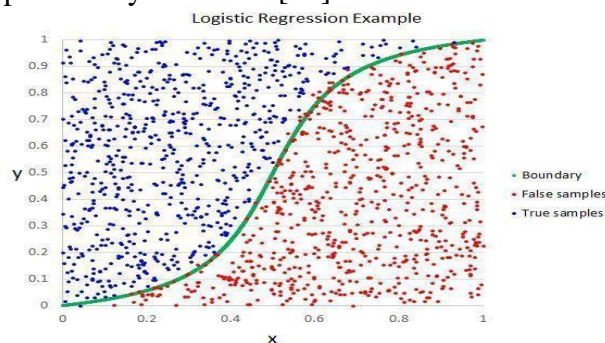 Logistic Regression Example
1
0.9
0.8
0.7
0.6
y
0.5
0.4
0.3
0.2
0.1
0
0 0.2 0.4 0.6 0.8 1
x
Boundary
False samples
True samples